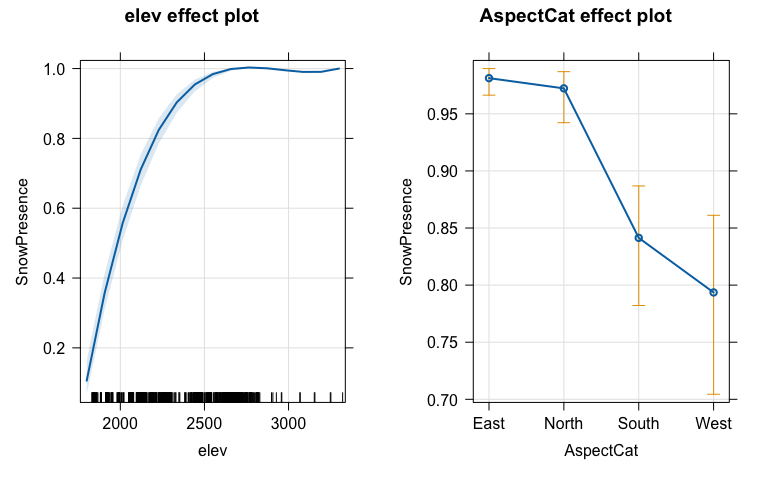 elev effect plot
1.0
0.8
0.6
0.4
0.2
SnowPresence
2000 2500 3000
elev
AspectCat effect plot
0.95
0.90
0.85
0.80
0.75
0.70
SnowPresence
East North South West
AspectCat